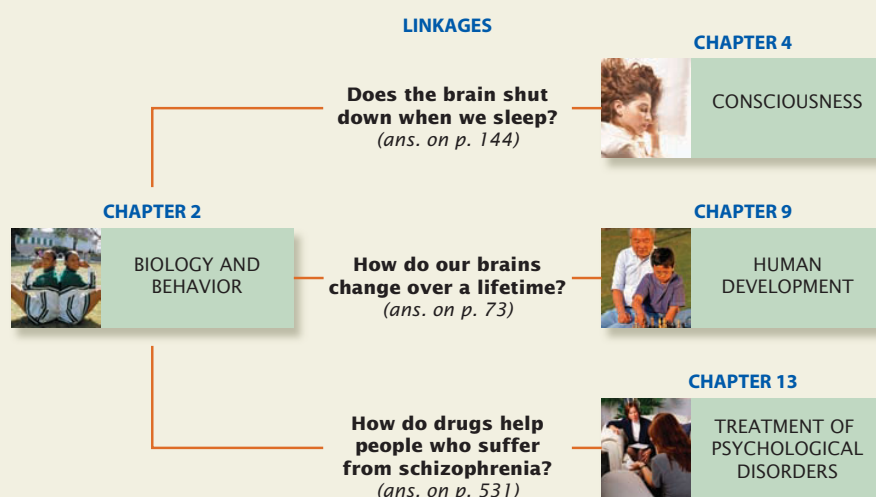 LINKAGES
CHAPTER 4
Does the brain shut
down when we sleep?
(ans. on p. 144)
CONSCIOUSNESS
CHAPTER 2
BIOLOGY AND
BEHAVIOR
How do our brains
change over a lifetime?
(ans. on p. 73)
CHAPTER 9
HUMAN
DEVELOPMENT
How do drugs help
people who suffer
from schizophrenia?
(ans. on p. 531)
CHAPTER 13
TREATMENT OF
PSYCHOLOGICAL
DISORDERS